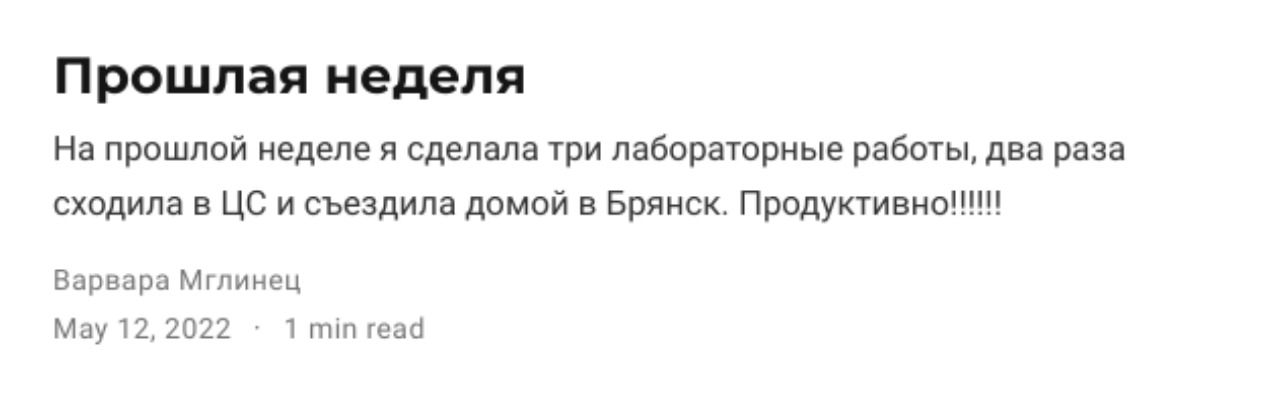 Прошлая неделя
На прошлой неделе я сделала три лабораторные работы, два раза
сходила в ЦС и съездила домой в Брянск. Продуктивно!!!!!!
Варвара Мглинец
May 12, 2022 · 1 min read